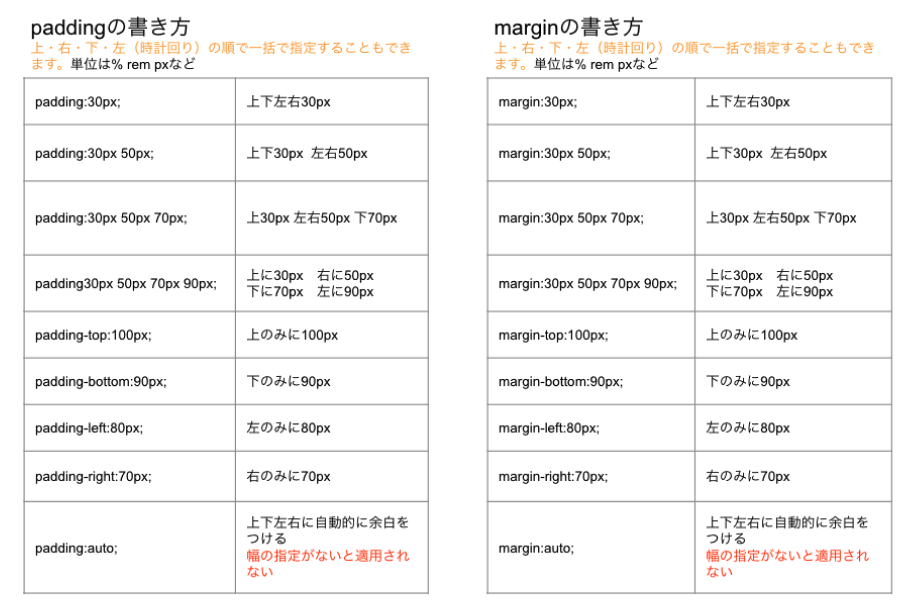 paddingの書き方
上・右・下・左（時計回り）の順で一括で指定することもでき
ます。単位は% rem pxなど
padding:30px;
上下左右30px
padding:30px 50px;
上下30px 左右50px
padding:30px 50px 70px;
上30px 左右50px 下70px
padding30px 50px 70px 90px;
上に30px　右に50px
下に70px　左に90px
padding-top:100px;
上のみに100px
padding-bottom:90px;
下のみに90px
padding-left:80px;
左のみに80px
padding-right:70px;
右のみに70px
padding:auto;
上下左右に自動的に余白を
つける
幅の指定がないと適用され
ない
marginの書き方
上・右・下・左（時計回り）の順で一括で指定することもでき
ます。単位は% rem pxなど
margin:30px;
上下左右30px
margin:30px 50px;
上下30px 左右50px
margin:30px 50px 70px;
上30px 左右50px 下70px
margin:30px 50px 70px 90px;
上に30px　右に50px
下に70px　左に90px
margin-top:100px;
上のみに100px
margin-bottom:90px;
下のみに90px
margin-left:80px;
左のみに80px
margin-right:70px;
右のみに70px
margin:auto;
上下左右に自動的に余白を
つける
幅の指定がないと適用され
ない